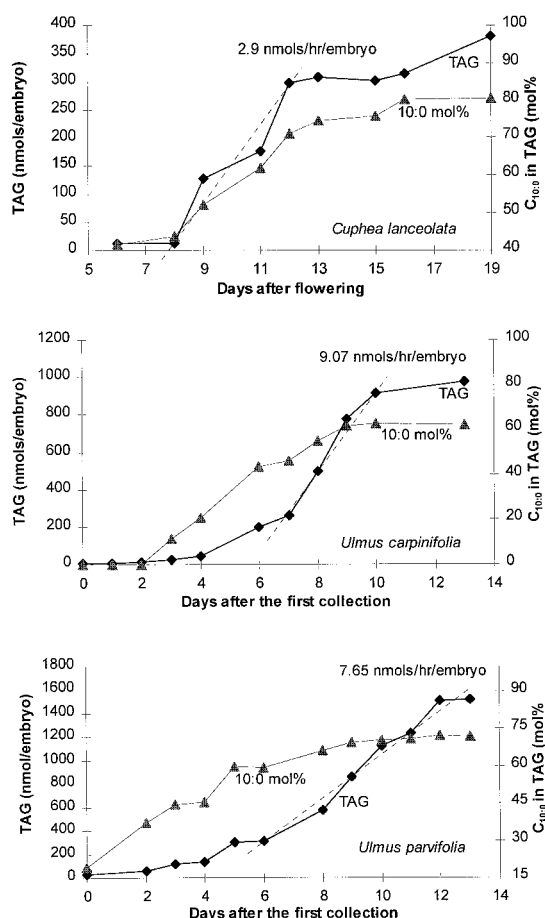 400
350
300
250
200
150
100
50
0
TAG (nmols/embryo)
2.9 nmols/hr/embryo
TAG
10:0 mol%
Cuphea lanceolata
100
90
80
70
60
50
40
C10:0 in TAG (mol%)
5 7 9 11 13 15 17 19
Days after flowering
1200
1000
800
600
400
200
0
TAG (nmols/embryo)
9.07 nmols/hr/embryo
TAG
10:0 mol%
Ulmus carpinifolia
100
80
60
40
20
0
C10:0 in TAG (mol%)
0 2 4 6 8 10 12 14
Days after the first collection
1800
1600
1400
1200
1000
800
600
400
200
0
TAG (nmol/embryo)
7.65 nmols/hr/embryo
10:0 mol%
TAG
Ulmus parvifolia
90
75
60
45
30
15
C10:0 in TAG (mol%)
0 2 4 6 8 10 12 14
Days after the first collection